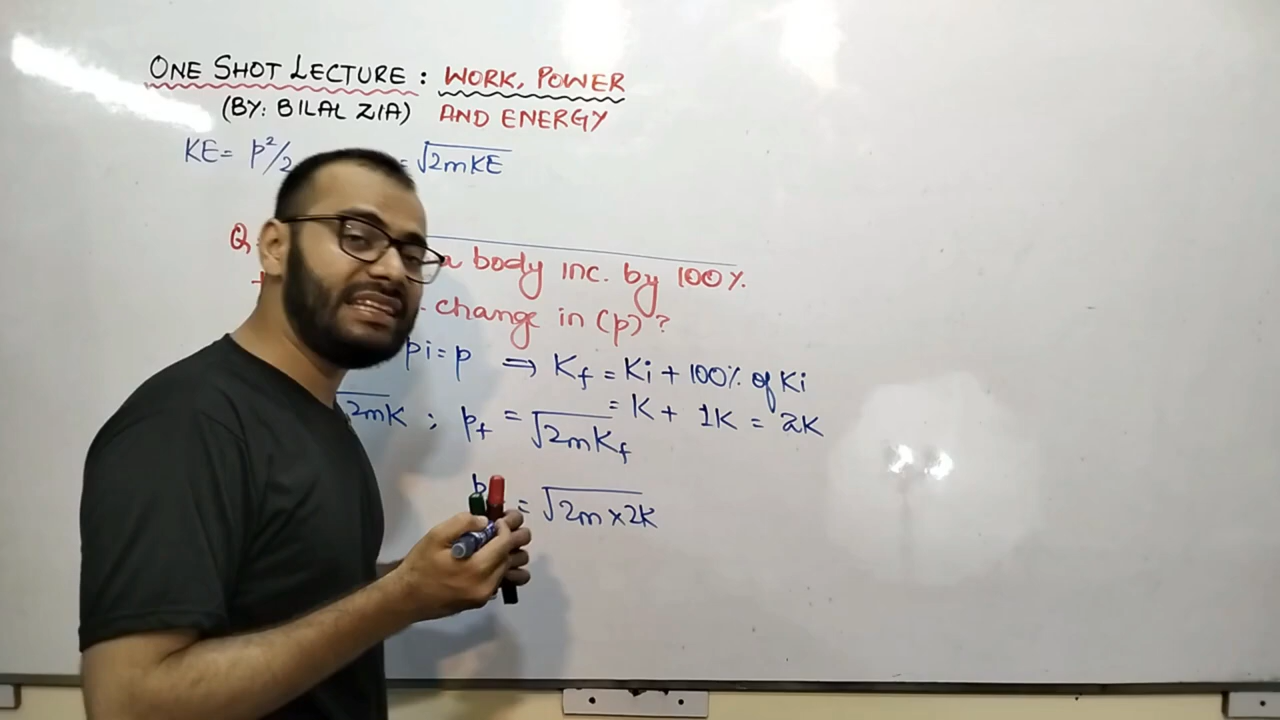 ONE SHOT LECTURE : WORK, POWER
(BY: BILAL ZIA) AND ENERGY
KE = p²/2 = √2mKE
Q. a body inc. by 100%.
change in (p) ?
pi = p ⇒ Kf = Ki + 100% of Ki
= K + 1K = 2K
√2mK ; pf = √2mKf
= √2m×2K